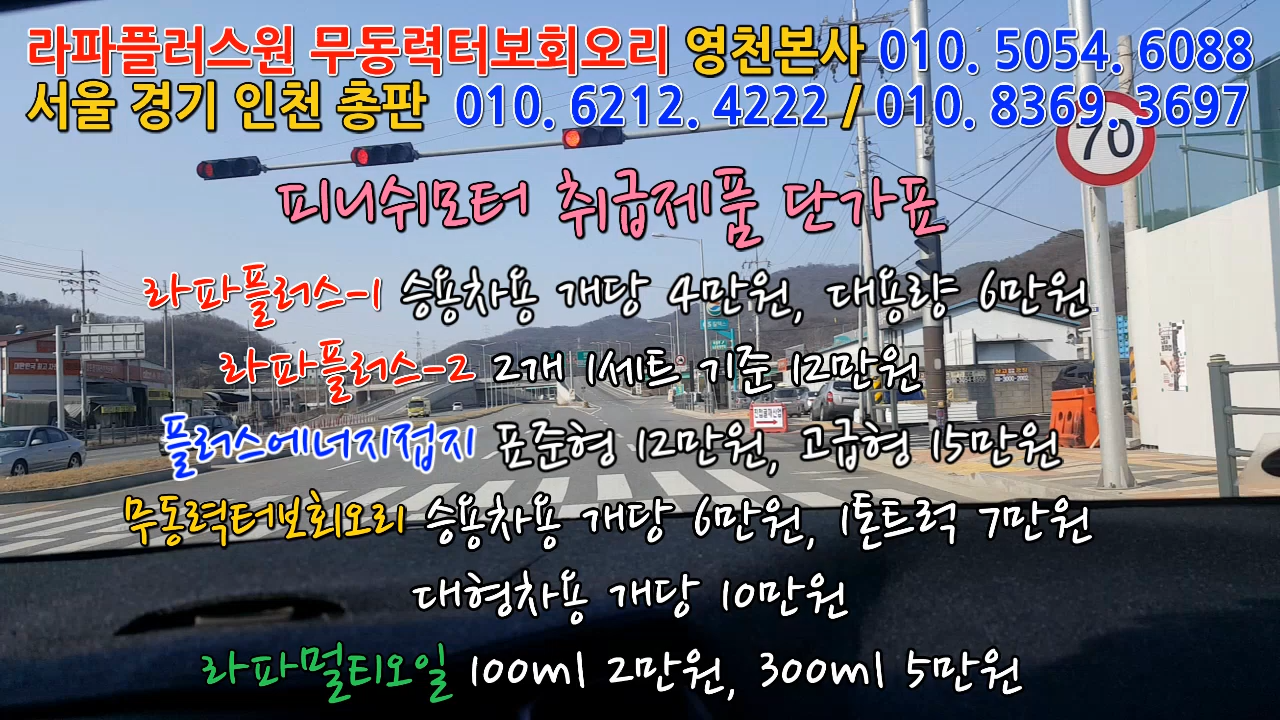 라파플러스원 무동력터보회오리 영천본사 010. 5054. 6088
서울 경기 인천 총판 010. 6212. 4222 / 010. 8369. 3697
70
피니쉬모터 취급제품 단가표
라파플러스-1 승용차용 개당 4만원, 대용량 6만원
라파플러스-2 2개 1세트 기준 12만원
플러스에너지접지 표준형 12만원, 고급형 15만원
무동력터보회오리 승용차용 개당 6만원, 1톤트럭 7만원
대형차용 개당 10만원
라파멀티오일 100ml 2만원, 300ml 5만원